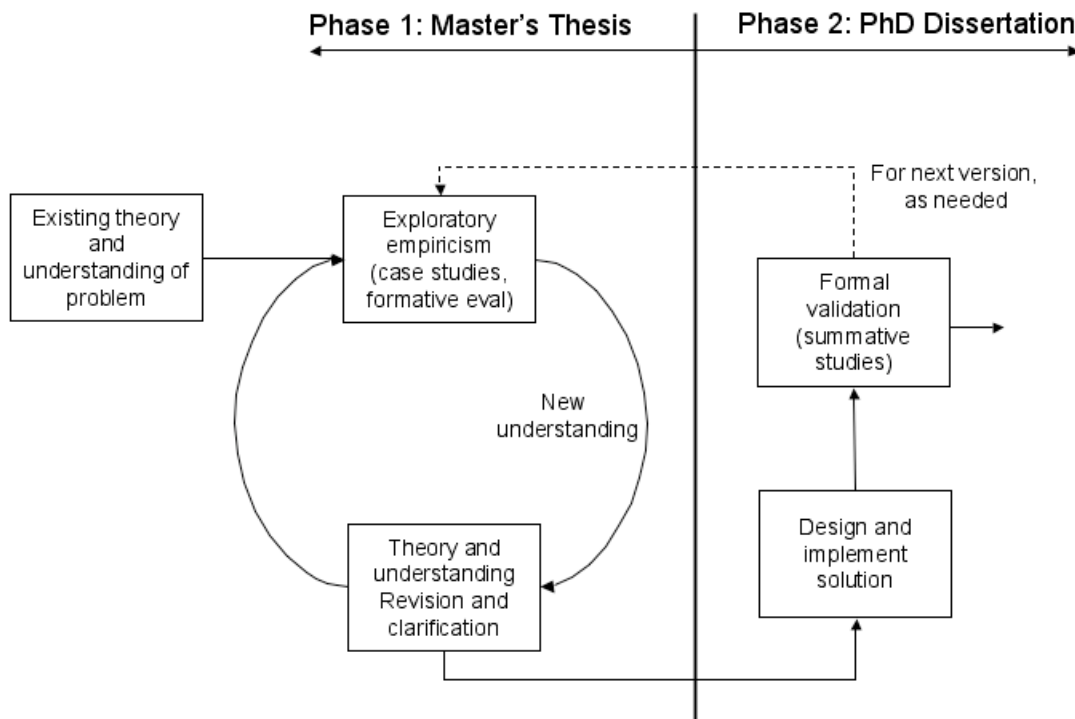 Phase 1: Master's Thesis
Phase 2: PhD Dissertation
For next version,
as needed
Existing theory
and
understanding of
problem
Exploratory
empiricism
(case studies,
formative eval)
Formal
validation
(summative
studies)
New
understanding
Theory and
understanding
Revision and
clarification
Design and
implement
solution